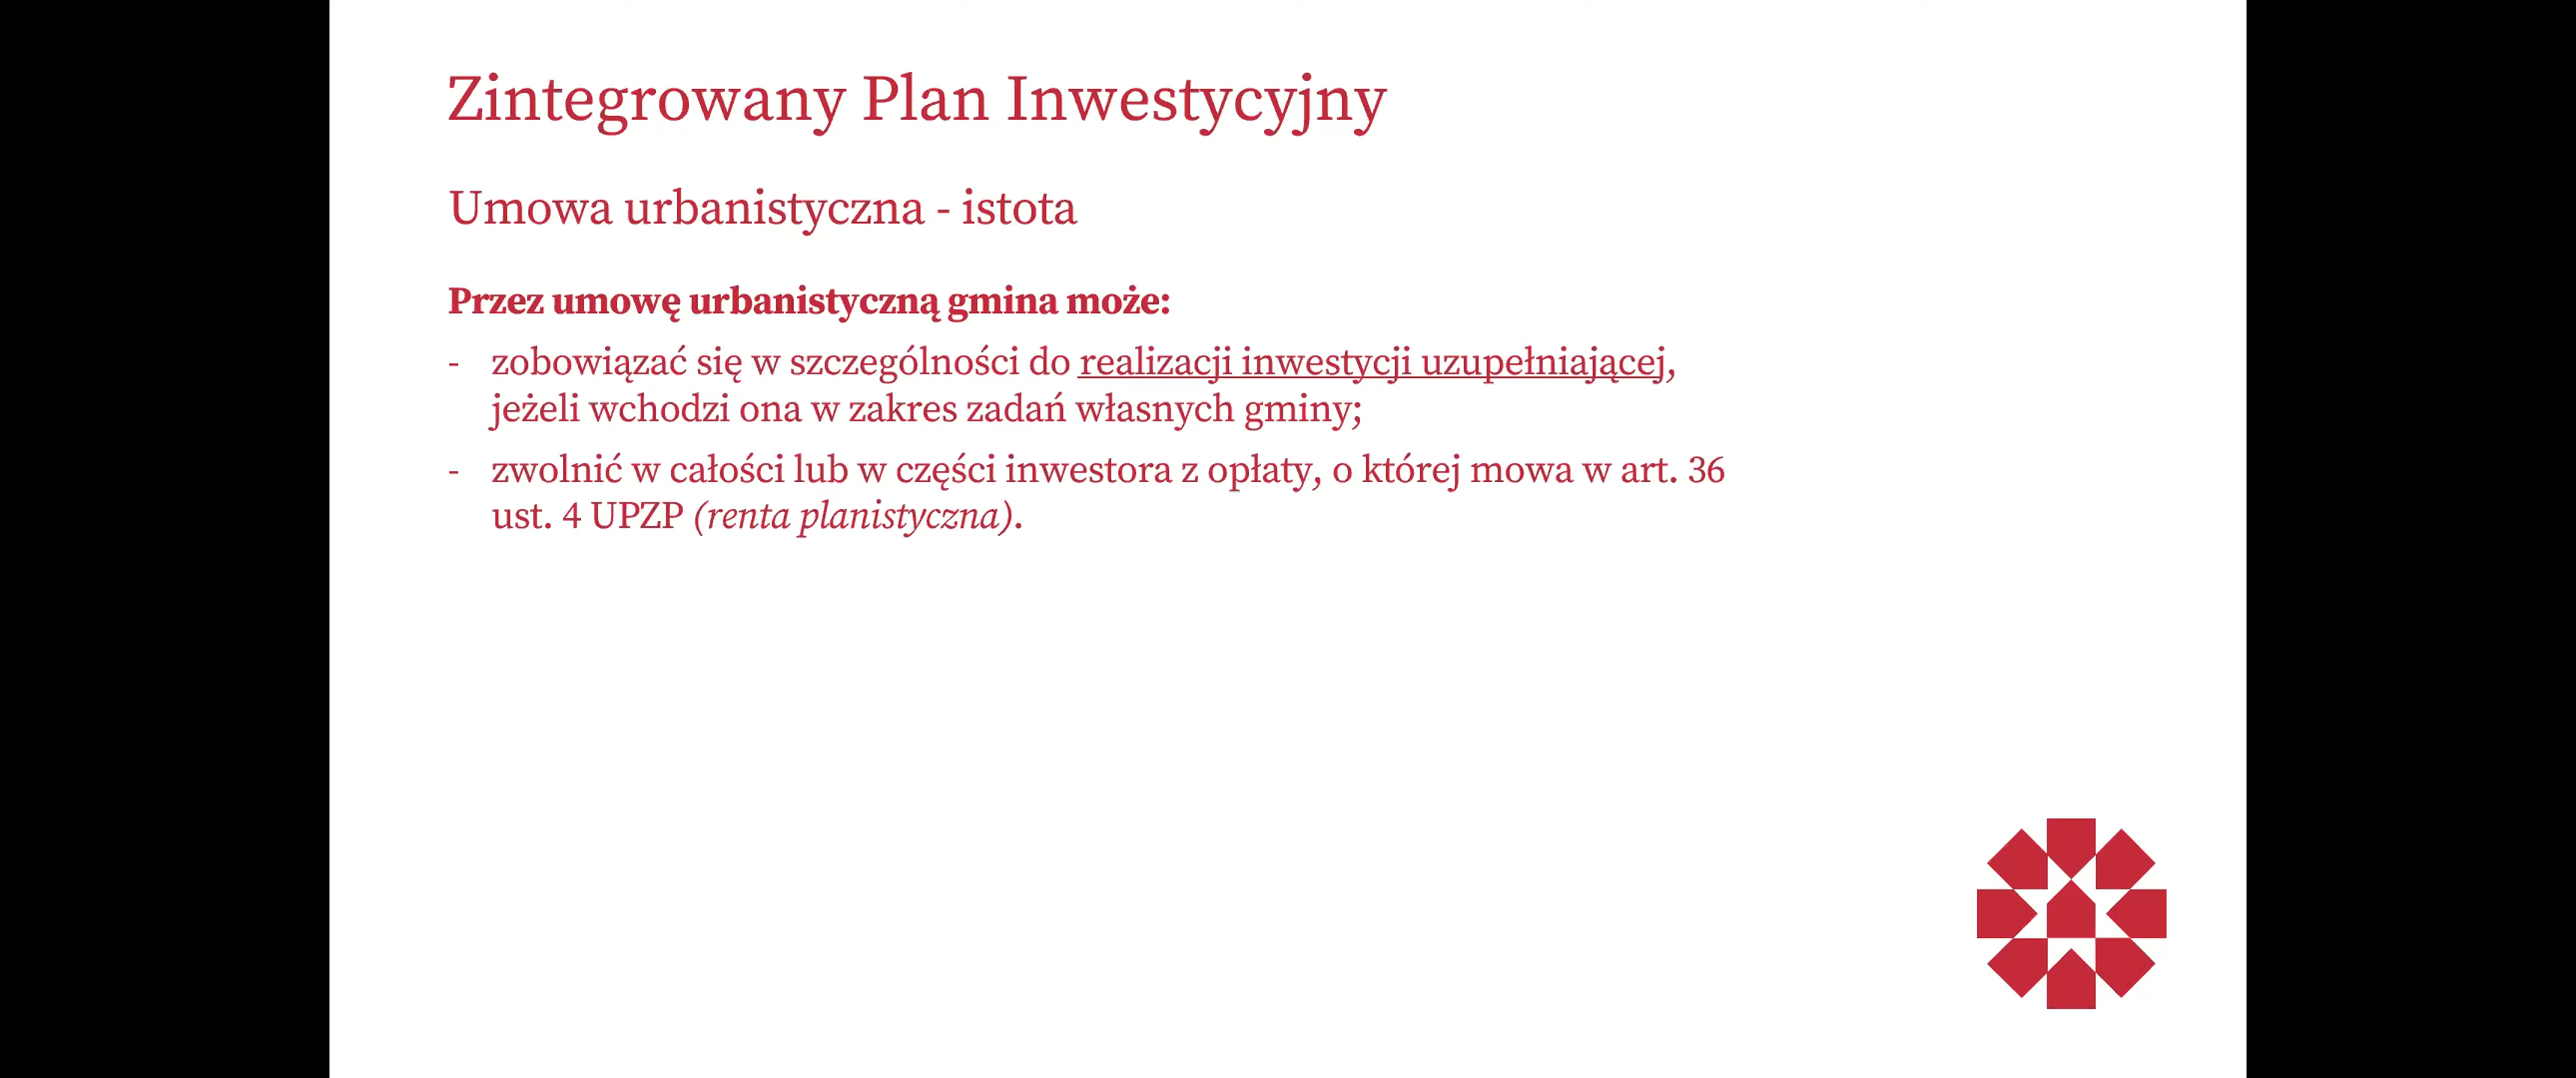 Zintegrowany Plan Inwestycyjny
Umowa urbanistyczna - istota
Przez umowę urbanistyczną gmina może:
- zobowiązać się w szczególności do realizacji inwestycji uzupełniającej,
jeżeli wchodzi ona w zakres zadań własnych gminy;
- zwolnić w całości lub w części inwestora z opłaty, o której mowa w art. 36
ust. 4 UPZP (renta planistyczna).